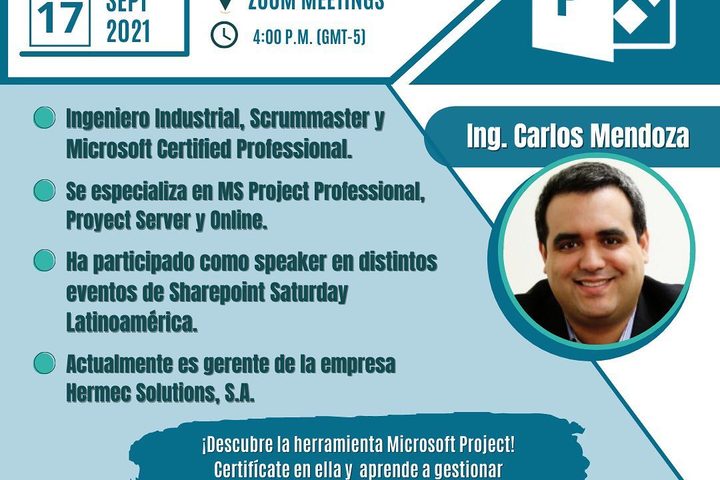 17
SEPT
2021
ZOOM MEETINGS
4:00 P.M. (GMT-5)
P
Ing. Carlos Mendoza
Ingeniero Industrial, Scrummaster y
Microsoft Certified Professional.
Se especializa en MS Project Professional,
Proyect Server y Online.
Ha participado como speaker en distintos
eventos de Sharepoint Saturday
Latinoamérica.
Actualmente es gerente de la empresa
Hermec Solutions, S.A.
¡Descubre la herramienta Microsoft Project!
Certifícate en ella y aprende a gestionar